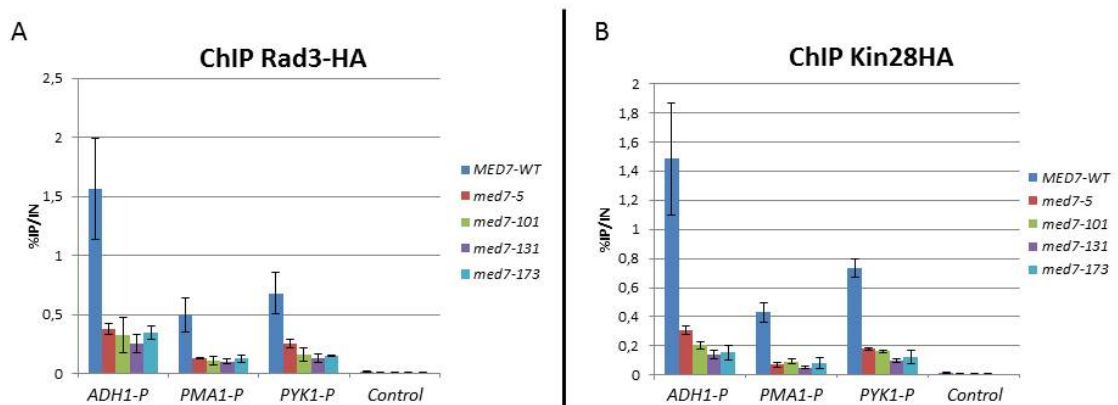 A
ChIP Rad3-HA
%IP/IN
2,5
2
1,5
1
0,5
0
ADH1-P PMA1-P PYK1-P Control
MED7-WT
med7-5
med7-101
med7-131
med7-173
B
ChIP Kin28HA
%IP/IN
2
1,8
1,6
1,4
1,2
1
0,8
0,6
0,4
0,2
0
ADH1-P PMA1-P PYK1-P Control
MED7-WT
med7-5
med7-101
med7-131
med7-173